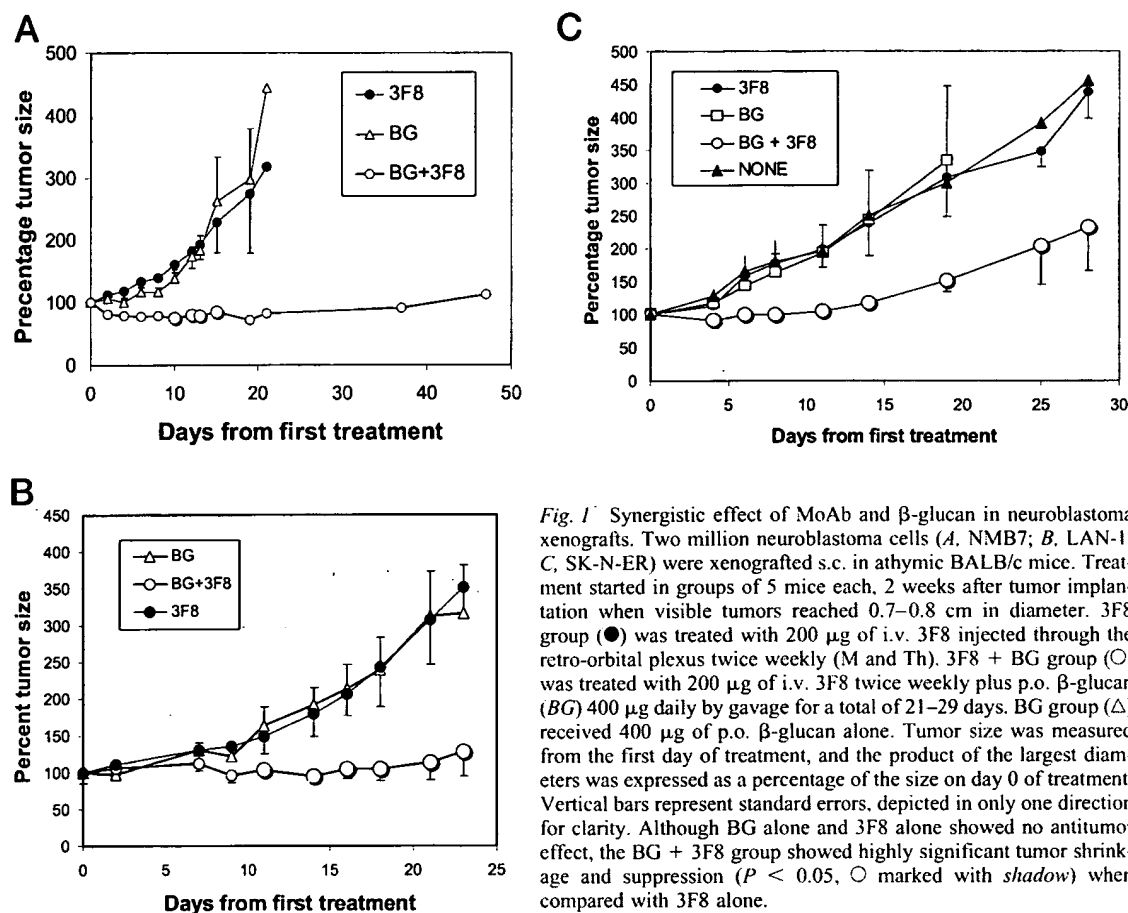 A
500
400
300
200
100
0
Precentage tumor size
3F8
BG
BG+3F8
0 10 20 30 40 50
Days from first treatment
C
500
450
400
350
300
250
200
150
100
50
0
Percentage tumor size
3F8
BG
BG + 3F8
NONE
0 5 10 15 20 25 30
Days from first treatment
B
450
400
350
300
250
200
150
100
50
0
Percent tumor size
BG
BG+3F8
3F8
0 5 10 15 20 25
Days from first treatment
Fig. 1 Synergistic effect of MoAb and β-glucan in neuroblastoma
xenografts. Two million neuroblastoma cells (A, NMB7; B, LAN-1
C, SK-N-ER) were xenografted s.c. in athymic BALB/c mice. Treat-
ment started in groups of 5 mice each, 2 weeks after tumor implan-
tation when visible tumors reached 0.7–0.8 cm in diameter. 3F8
group (●) was treated with 200 μg of i.v. 3F8 injected through the
retro-orbital plexus twice weekly (M and Th). 3F8 + BG group (○
was treated with 200 μg of i.v. 3F8 twice weekly plus p.o. β-glucan
(BG) 400 μg daily by gavage for a total of 21–29 days. BG group (△)
received 400 μg of p.o. β-glucan alone. Tumor size was measured
from the first day of treatment, and the product of the largest diam-
eters was expressed as a percentage of the size on day 0 of treatment
Vertical bars represent standard errors, depicted in only one direction
for clarity. Although BG alone and 3F8 alone showed no antitumo
effect, the BG + 3F8 group showed highly significant tumor shrink-
age and suppression (P < 0.05, ○ marked with shadow) when
compared with 3F8 alone.